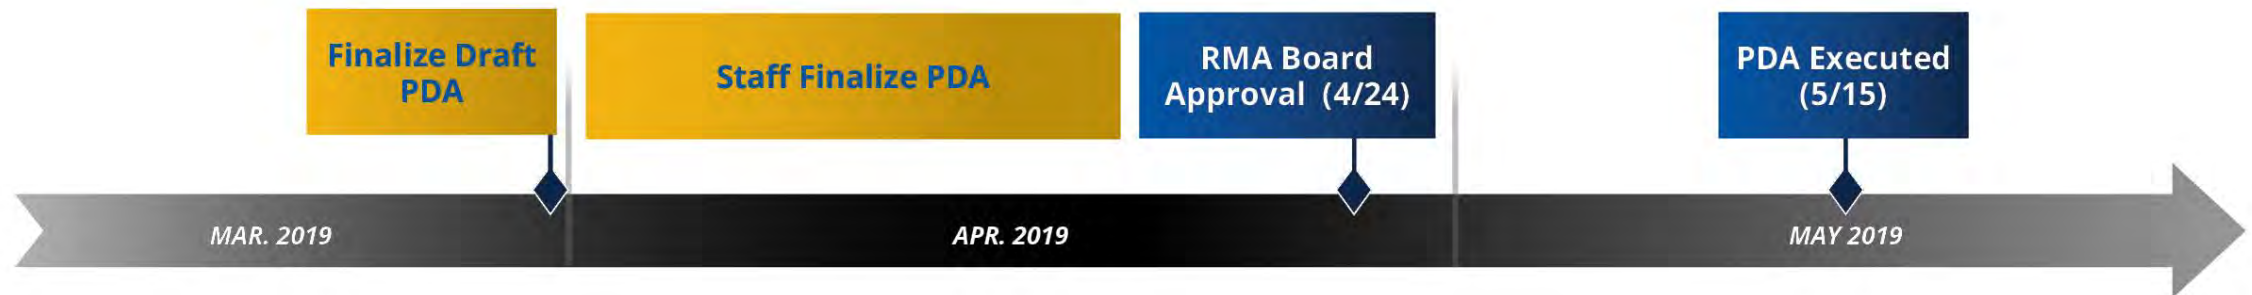 Finalize Draft
PDA
Staff Finalize PDA
RMA Board
Approval (4/24)
PDA Executed
(5/15)
MAR. 2019
APR. 2019
MAY 2019